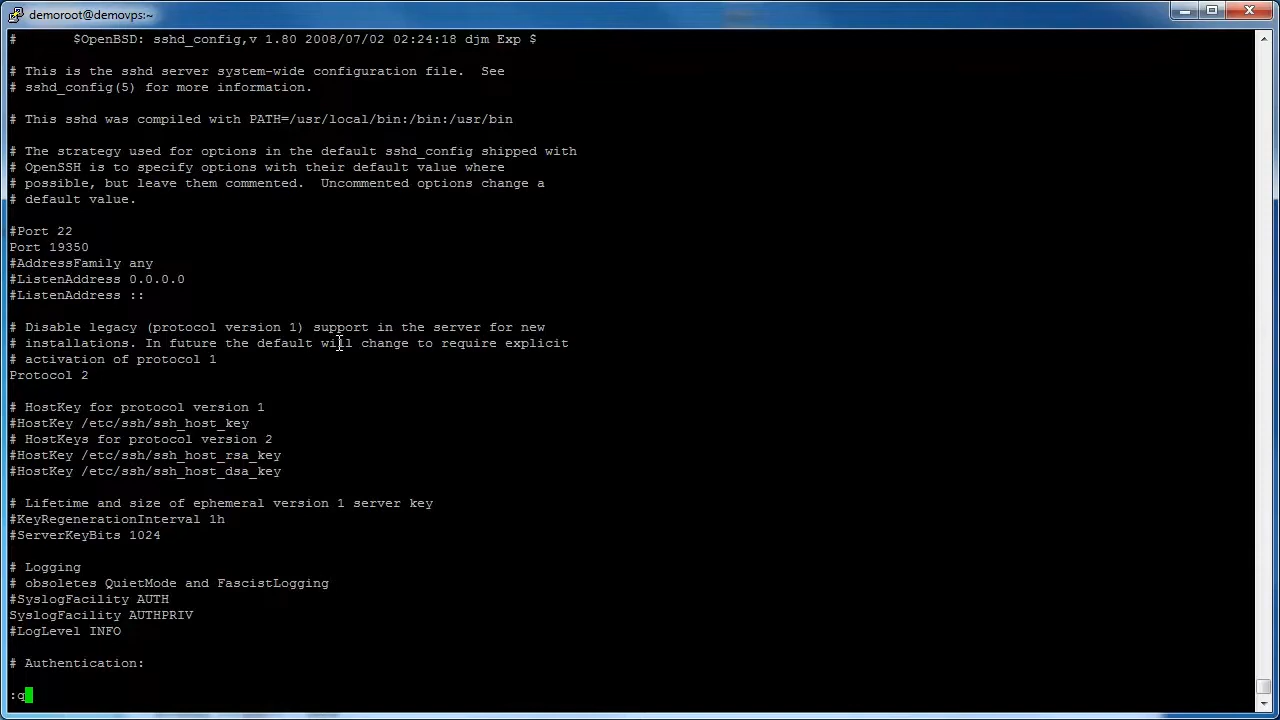 demoroot@demovps:~
#       $OpenBSD: sshd_config,v 1.80 2008/07/02 02:24:18 djm Exp $
# This is the sshd server system-wide configuration file.  See
# sshd_config(5) for more information.
# This sshd was compiled with PATH=/usr/local/bin:/bin:/usr/bin
# The strategy used for options in the default sshd_config shipped with
# OpenSSH is to specify options with their default value where
# possible, but leave them commented.  Uncommented options change a
# default value.
#Port 22
Port 19350
#AddressFamily any
#ListenAddress 0.0.0.0
#ListenAddress ::
# Disable legacy (protocol version 1) support in the server for new
# installations. In future the default will change to require explicit
# activation of protocol 1
Protocol 2
# HostKey for protocol version 1
#HostKey /etc/ssh/ssh_host_key
# HostKeys for protocol version 2
#HostKey /etc/ssh/ssh_host_rsa_key
#HostKey /etc/ssh/ssh_host_dsa_key
# Lifetime and size of ephemeral version 1 server key
#KeyRegenerationInterval 1h
#ServerKeyBits 1024
# Logging
# obsoletes QuietMode and FascistLogging
#SyslogFacility AUTH
SyslogFacility AUTHPRIV
#LogLevel INFO
# Authentication:
:q